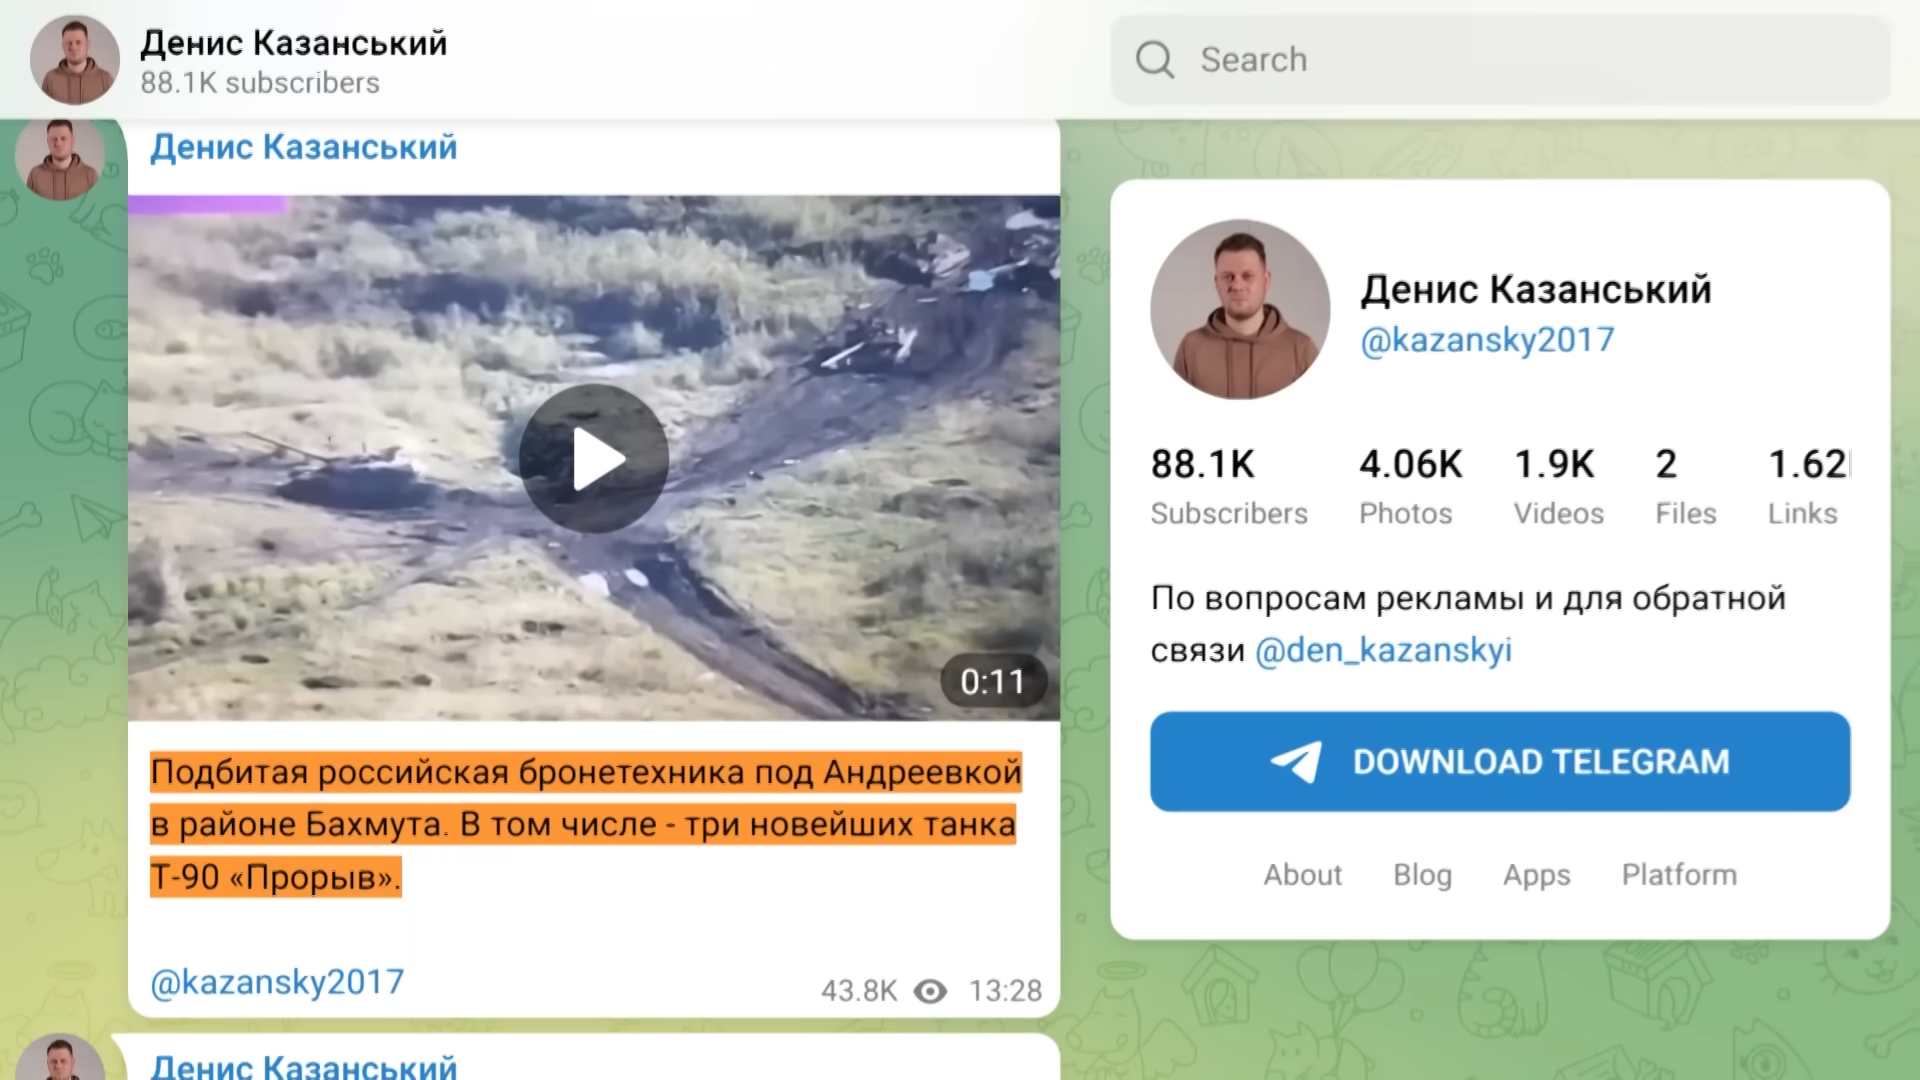 Денис Казанський
88.1K subscribers
Search
Денис Казанський
0:11
Подбитая российская бронетехника под Андреевкой
в районе Бахмута. В том числе - три новейших танка
Т-90 «Прорыв».
@kazansky2017
43.8K 13:28
Денис Казанський
Денис Казанський
@kazansky2017
88.1K 4.06K 1.9K 2 1.62
Subscribers Photos Videos Files Links
По вопросам рекламы и для обратной
связи @den_kazanskyi
DOWNLOAD TELEGRAM
About Blog Apps Platform